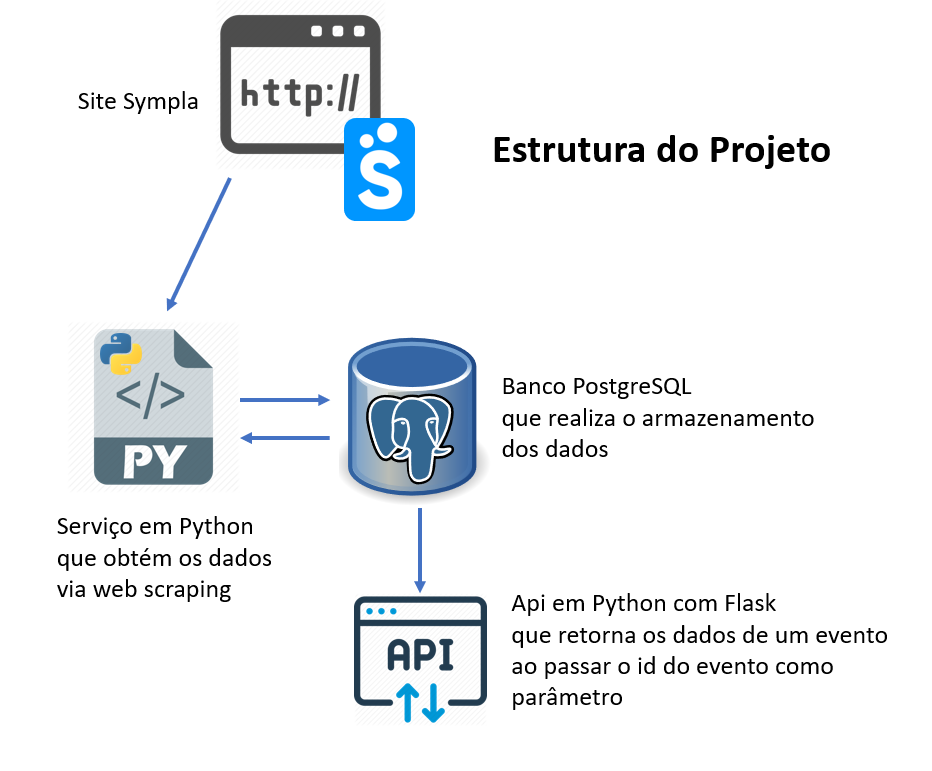 http://
Site Sympla
S
Estrutura do Projeto
</>
PY
Banco PostgreSQL
que realiza o armazenamento
dos dados
Serviço em Python
que obtém os dados
via web scraping
API
Api em Python com Flask
que retorna os dados de um evento
ao passar o id do evento como
parâmetro